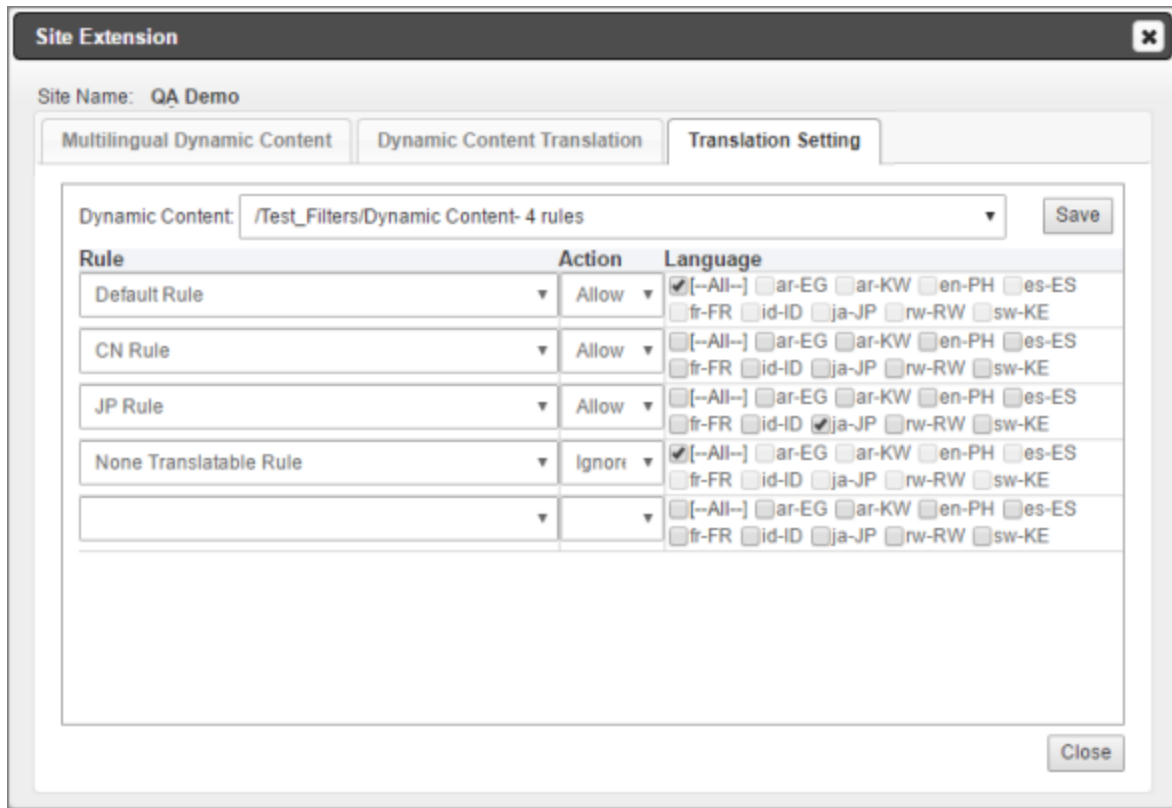 Site Extension
Site Name: QA Demo
Multilingual Dynamic Content Dynamic Content Translation Translation Setting
Dynamic Content: /Test_Filters/Dynamic Content- 4 rules Save
Rule Action Language
Default Rule Allow [--All--] ar-EG ar-KW en-PH es-ES
fr-FR id-ID ja-JP rw-RW sw-KE
CN Rule Allow [--All--] ar-EG ar-KW en-PH es-ES
fr-FR id-ID ja-JP rw-RW sw-KE
JP Rule Allow [--All--] ar-EG ar-KW en-PH es-ES
fr-FR id-ID ja-JP rw-RW sw-KE
None Translatable Rule Ignore [--All--] ar-EG ar-KW en-PH es-ES
fr-FR id-ID ja-JP rw-RW sw-KE
[--All--] ar-EG ar-KW en-PH es-ES
fr-FR id-ID ja-JP rw-RW sw-KE
Close